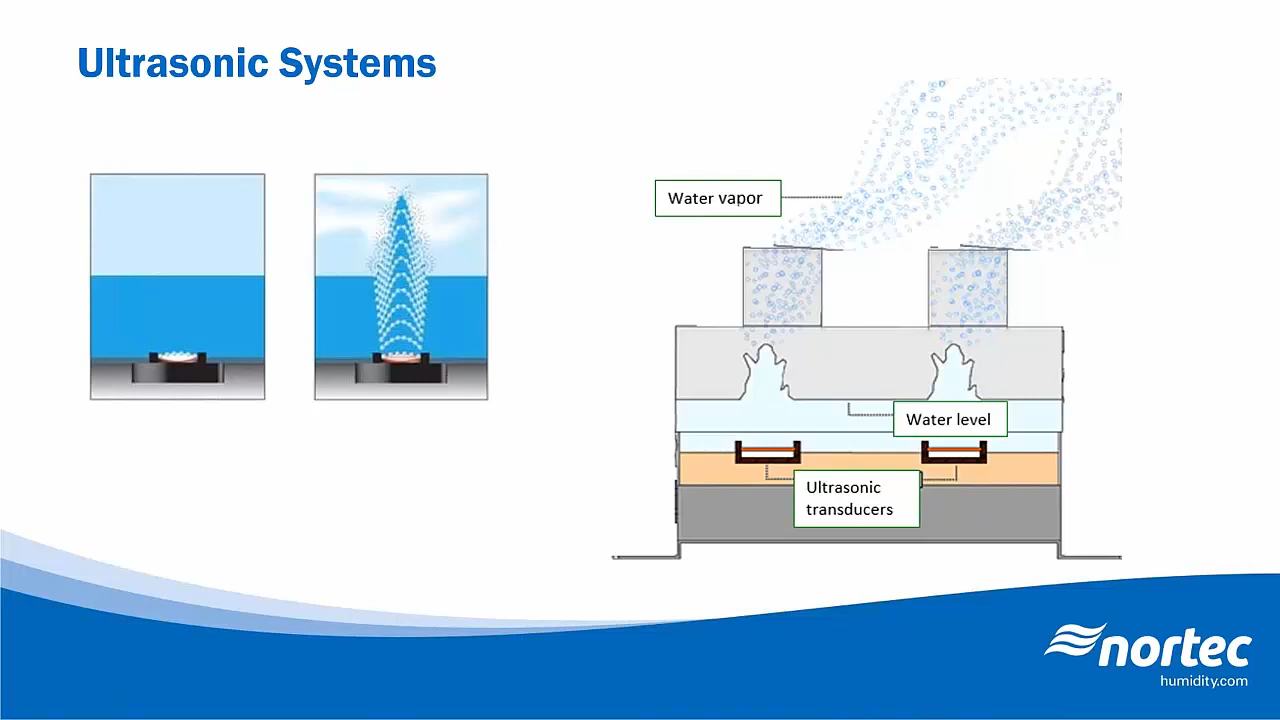 Ultrasonic Systems
Water vapor
Water level
Ultrasonic
transducers
nortec
humidity.com